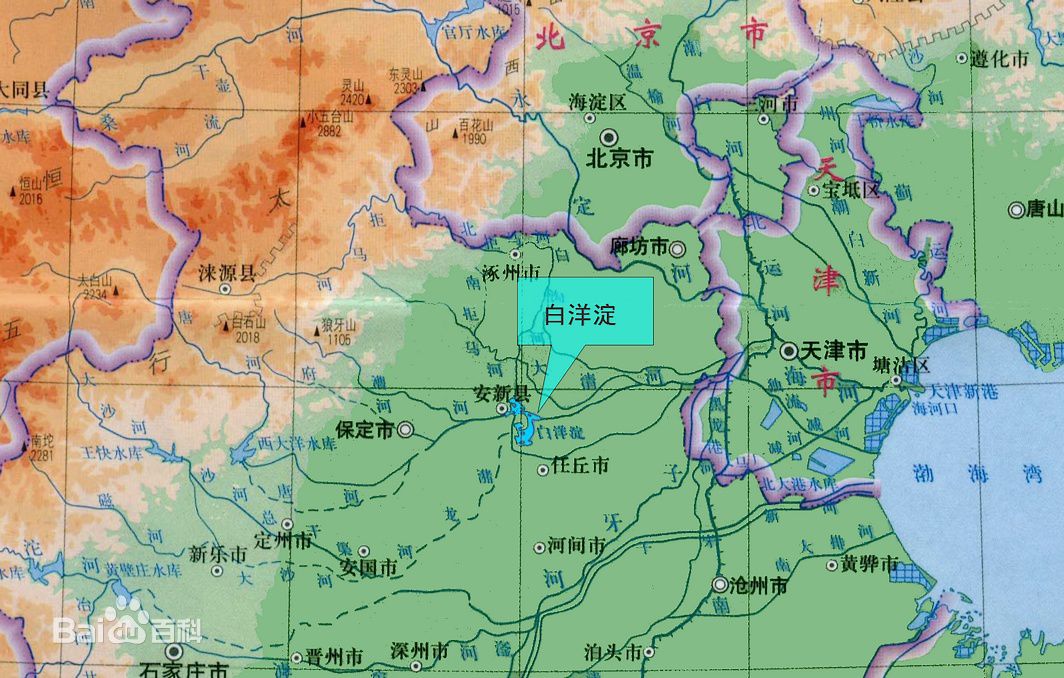 北京市
官厅水库
遵化市
大同县
东灵山
2303
灵山
2420
小五台山
2882
百花山
1990
海淀区
三河市
北京市
恒山
2016
宝坻区
天津市
唐山
廊坊市
涿州市
涞源县
太白山
2234
白石山
2018
狼牙山
1105
白洋淀
天津市
塘沽区
天津新港
海河口
安新县
保定市
白洋淀
任丘市
南坨
2281
王快水库
西大洋水库
北大港水库
渤海湾
定州市
新乐市
安国市
河间市
黄骅市
沧州市
黄壁庄水库
Bai百科
石家庄市
晋州市
深州市
泊头市